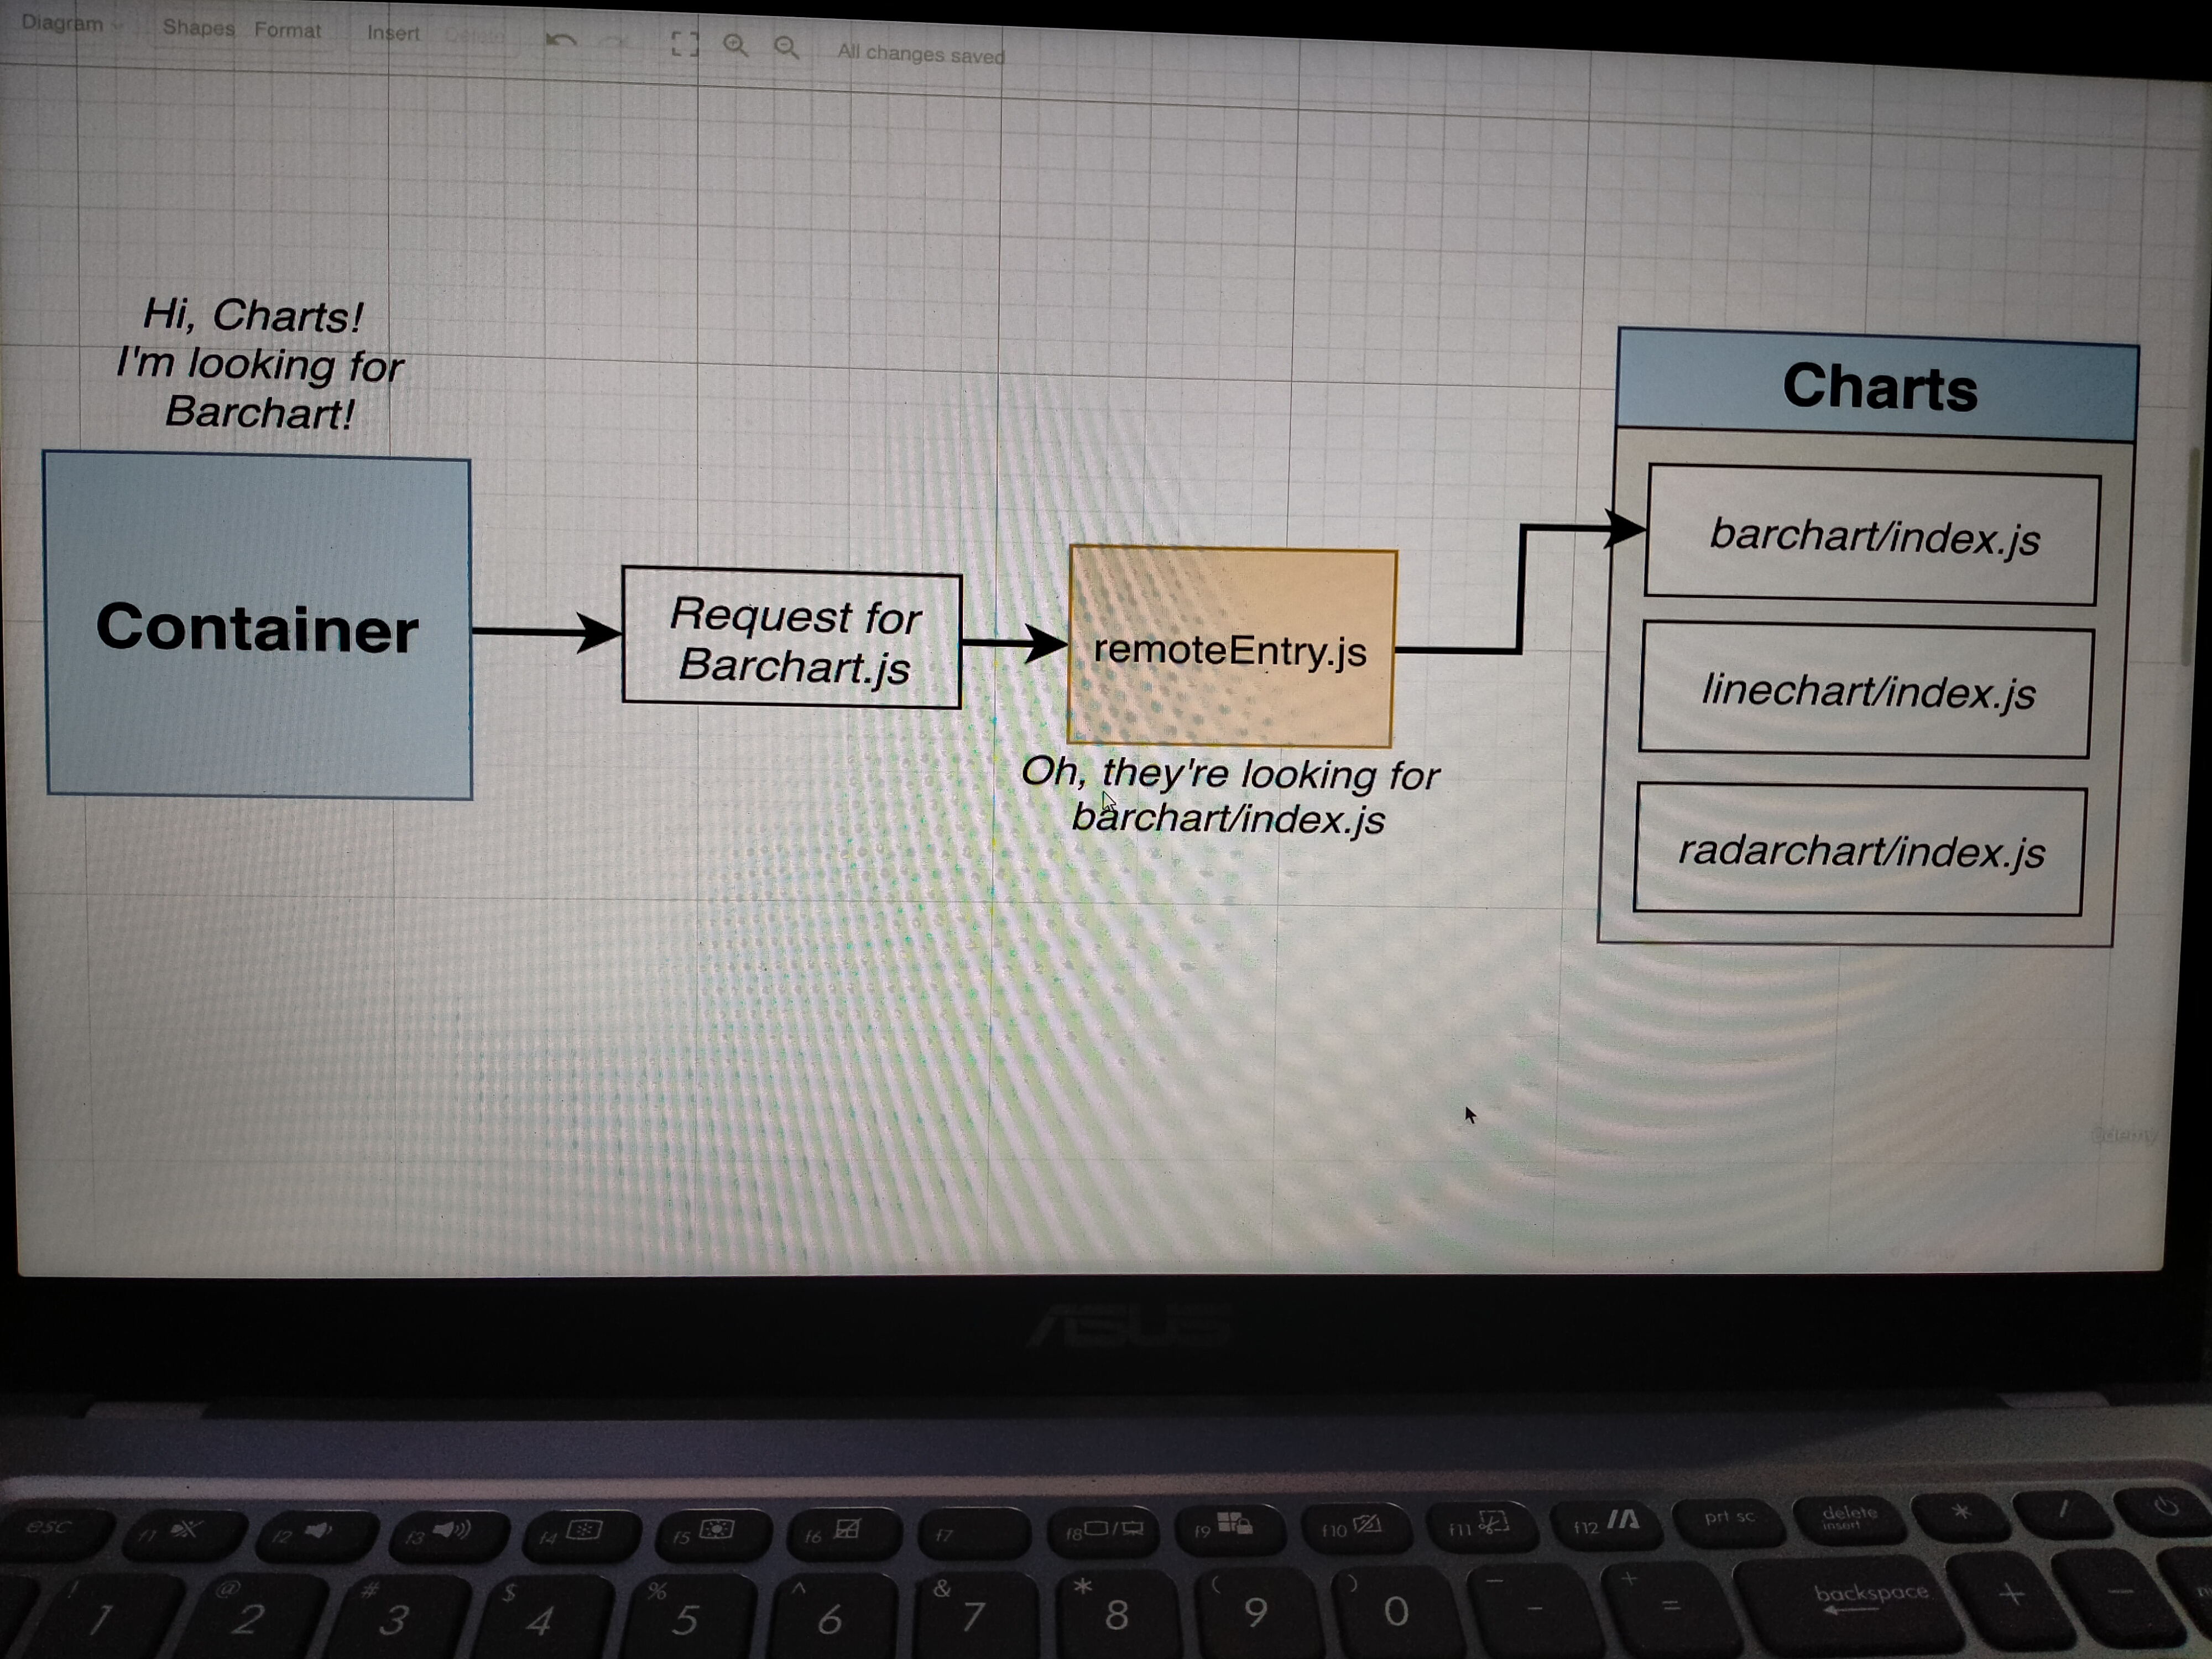 Diagram
Shapes Format
Insert
All changes saved
Hi, Charts!
I'm looking for
Barchart!
Container
Request for
Barchart.js
remoteEntry.js
Oh, they're looking for
barchart/index.js
Charts
barchart/index.js
linechart/index.js
radarchart/index.js
ASUS
esc
f1
f2
f3
f4
f5
f6
f7
f8
f9
f10
f11
f12
prt sc
delete
insert
*
/
! 1
@ 2
# 3
$ 4
% 5
^ 6
& 7
* 8
( 9
) 0
_ -
+ =
backspace
+
-